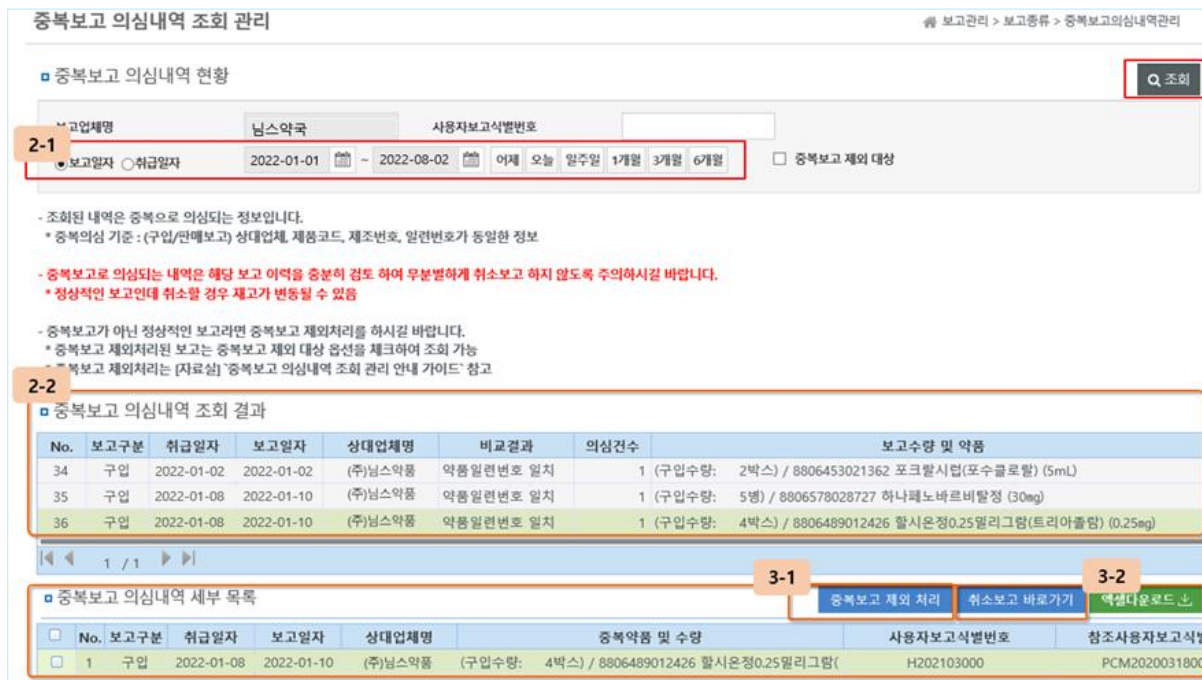 중복보고 의심내역 조회 관리
보고관리 > 보고종류 > 중복보고의심내역관리
중복보고 의심내역 현황
조회
보고업체명 님스약국 사용자보고식별번호
2-1
보고일자 취급일자 2022-01-01 ~ 2022-08-02 어제 오늘 일주일 1개월 3개월 6개월 중복보고 제외 대상
- 조회된 내역은 중복으로 의심되는 정보입니다.
* 중복의심 기준 : (구입/판매보고) 상대업체, 제품코드, 제조번호, 일련번호가 동일한 정보
- 중복보고로 의심되는 내역은 해당 보고 이력을 충분히 검토 하여 무분별하게 취소보고 하지 않도록 주의하시길 바랍니다.
* 정상적인 보고인데 취소할 경우 재고가 변동될 수 있음
- 중복보고가 아닌 정상적인 보고라면 중복보고 제외처리를 하시길 바랍니다.
* 중복보고 제외처리된 보고는 중복보고 제외 대상 옵션을 체크하여 조회 가능
* 중복보고 제외처리는 [자료실] `중복보고 의심내역 조회 관리 안내 가이드` 참고
2-2
중복보고 의심내역 조회 결과
No. 보고구분 취급일자 보고일자 상대업체명 비교결과 의심건수 보고수량 및 약품
34 구입 2022-01-02 2022-01-02 (주)님스약품 약품일련번호 일치 1 (구입수량: 2박스) / 8806453021362 포크랄시럽(포수클로랄) (5mL)
35 구입 2022-01-08 2022-01-10 (주)님스약품 약품일련번호 일치 1 (구입수량: 5병) / 8806578028727 하나페노바르비탈정 (30mg)
36 구입 2022-01-08 2022-01-10 (주)님스약품 약품일련번호 일치 1 (구입수량: 4박스) / 8806489012426 할시온정0.25밀리그람(트리아졸람) (0.25mg)
1 / 1
3-1 3-2
중복보고 의심내역 세부 목록 중복보고 제외 처리 취소보고 바로가기 엑셀다운로드
No. 보고구분 취급일자 보고일자 상대업체명 중복약품 및 수량 사용자보고식별번호 참조사용자보고식별
1 구입 2022-01-08 2022-01-10 (주)님스약품 (구입수량: 4박스) / 8806489012426 할시온정0.25밀리그람( H202103000 PCM2020031800